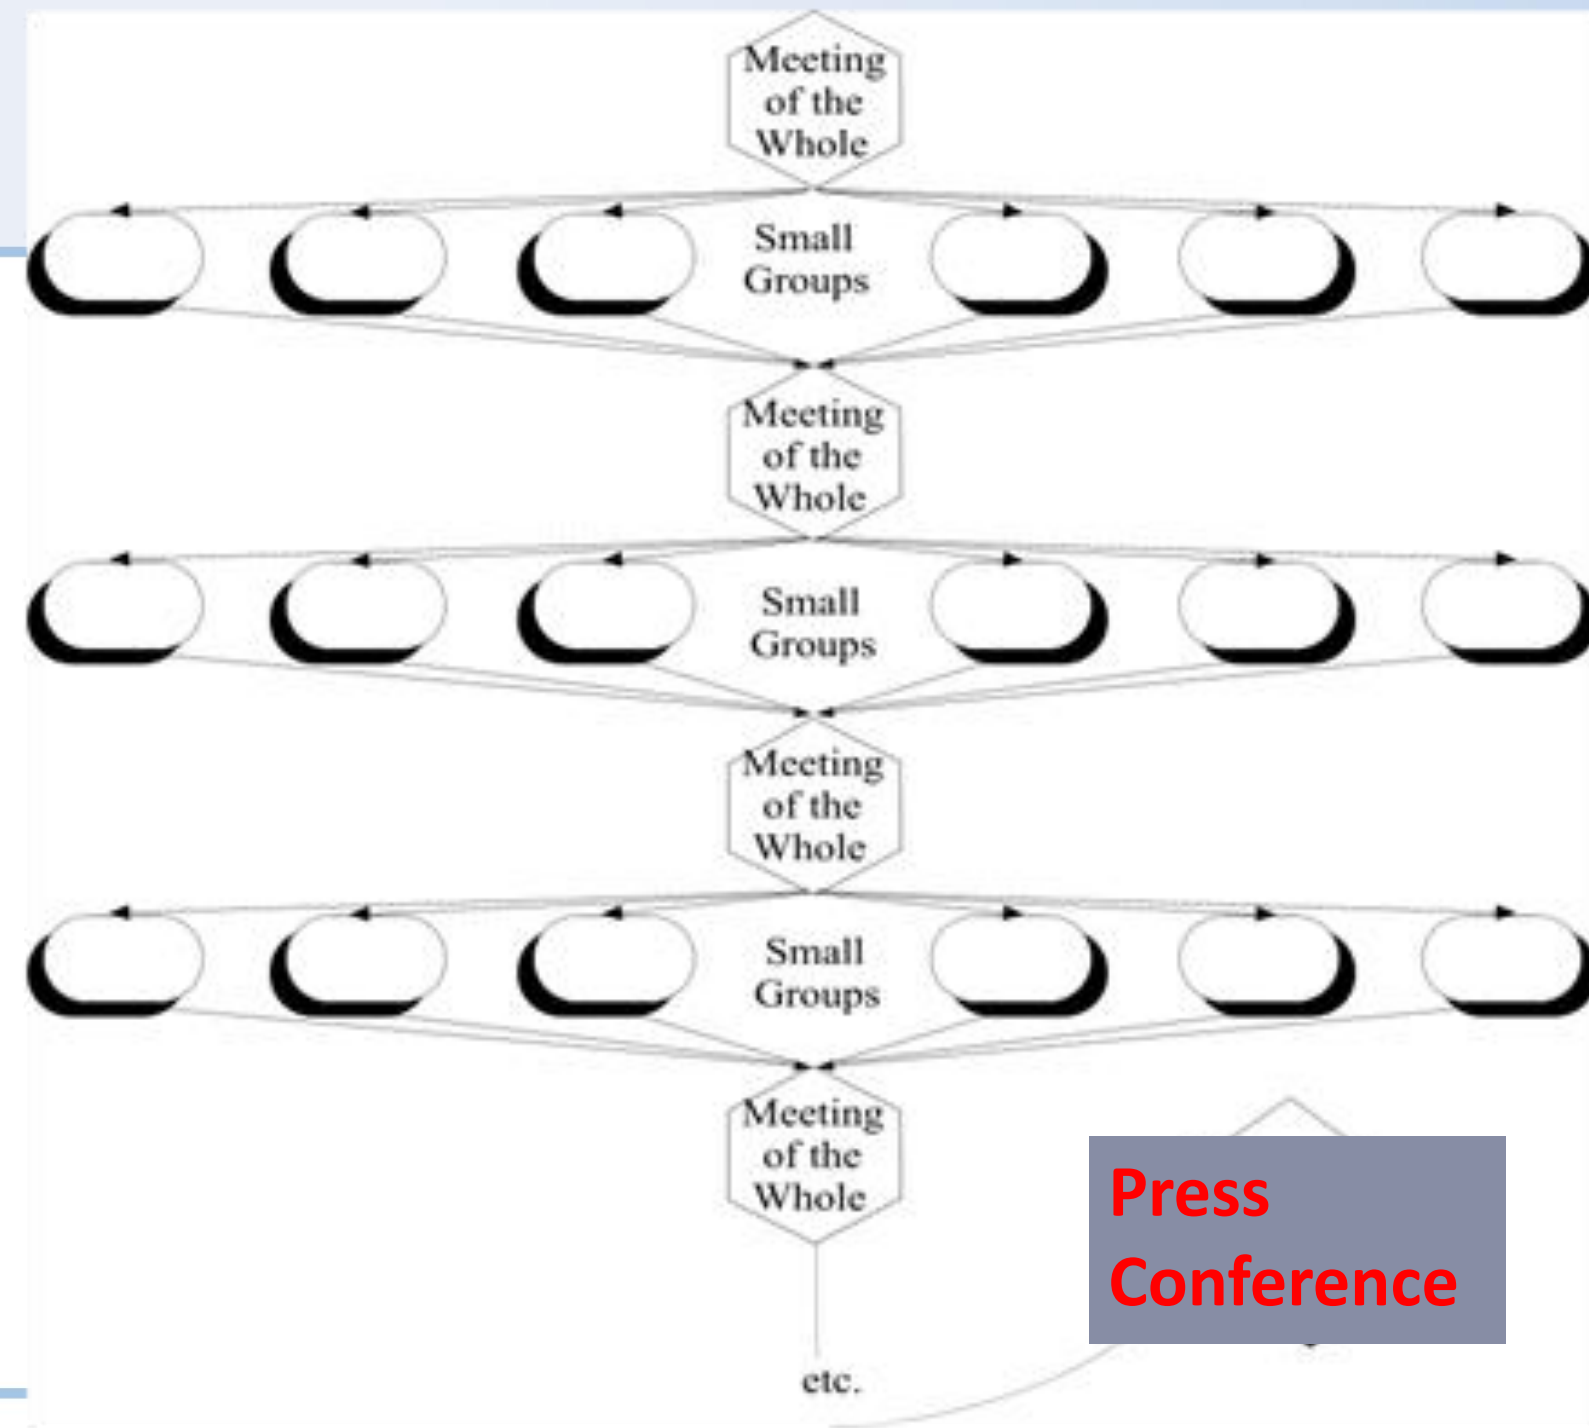 Meeting
of the
Whole
Small
Groups
Meeting
of the
Whole
Small
Groups
Meeting
of the
Whole
Small
Groups
Meeting
of the
Whole
Press
Conference
etc.